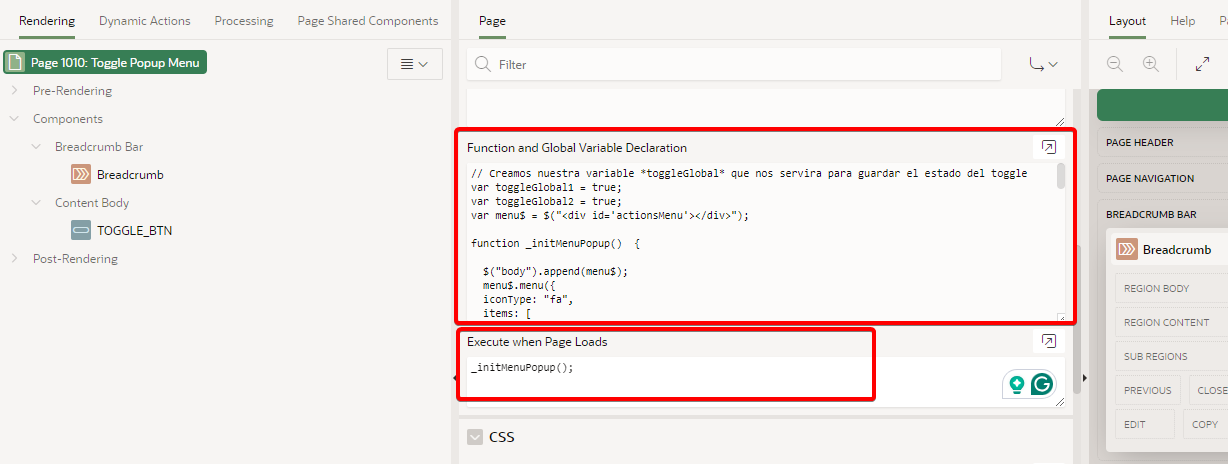 Rendering
Dynamic Actions
Processing
Page Shared Components
Page 1010: Toggle Popup Menu
Pre-Rendering
Components
Breadcrumb Bar
Breadcrumb
Content Body
TOGGLE_BTN
Post-Rendering
Page
Filter
Function and Global Variable Declaration
// Creamos nuestra variable *toggleGlobal* que nos servira para guardar el estado del toggle
var toggleGlobal1 = true;
var toggleGlobal2 = true;
var menu$ = $("<div id='actionsMenu'></div>");
function _initMenuPopup()  {
$("body").append(menu$);
menu$.menu({
iconType: "fa",
items: [
Execute when Page Loads
_initMenuPopup();
CSS
Layout
Help
PAGE HEADER
PAGE NAVIGATION
BREADCRUMB BAR
Breadcrumb
REGION BODY
REGION CONTENT
SUB REGIONS
PREVIOUS
CLOSE
EDIT
COPY